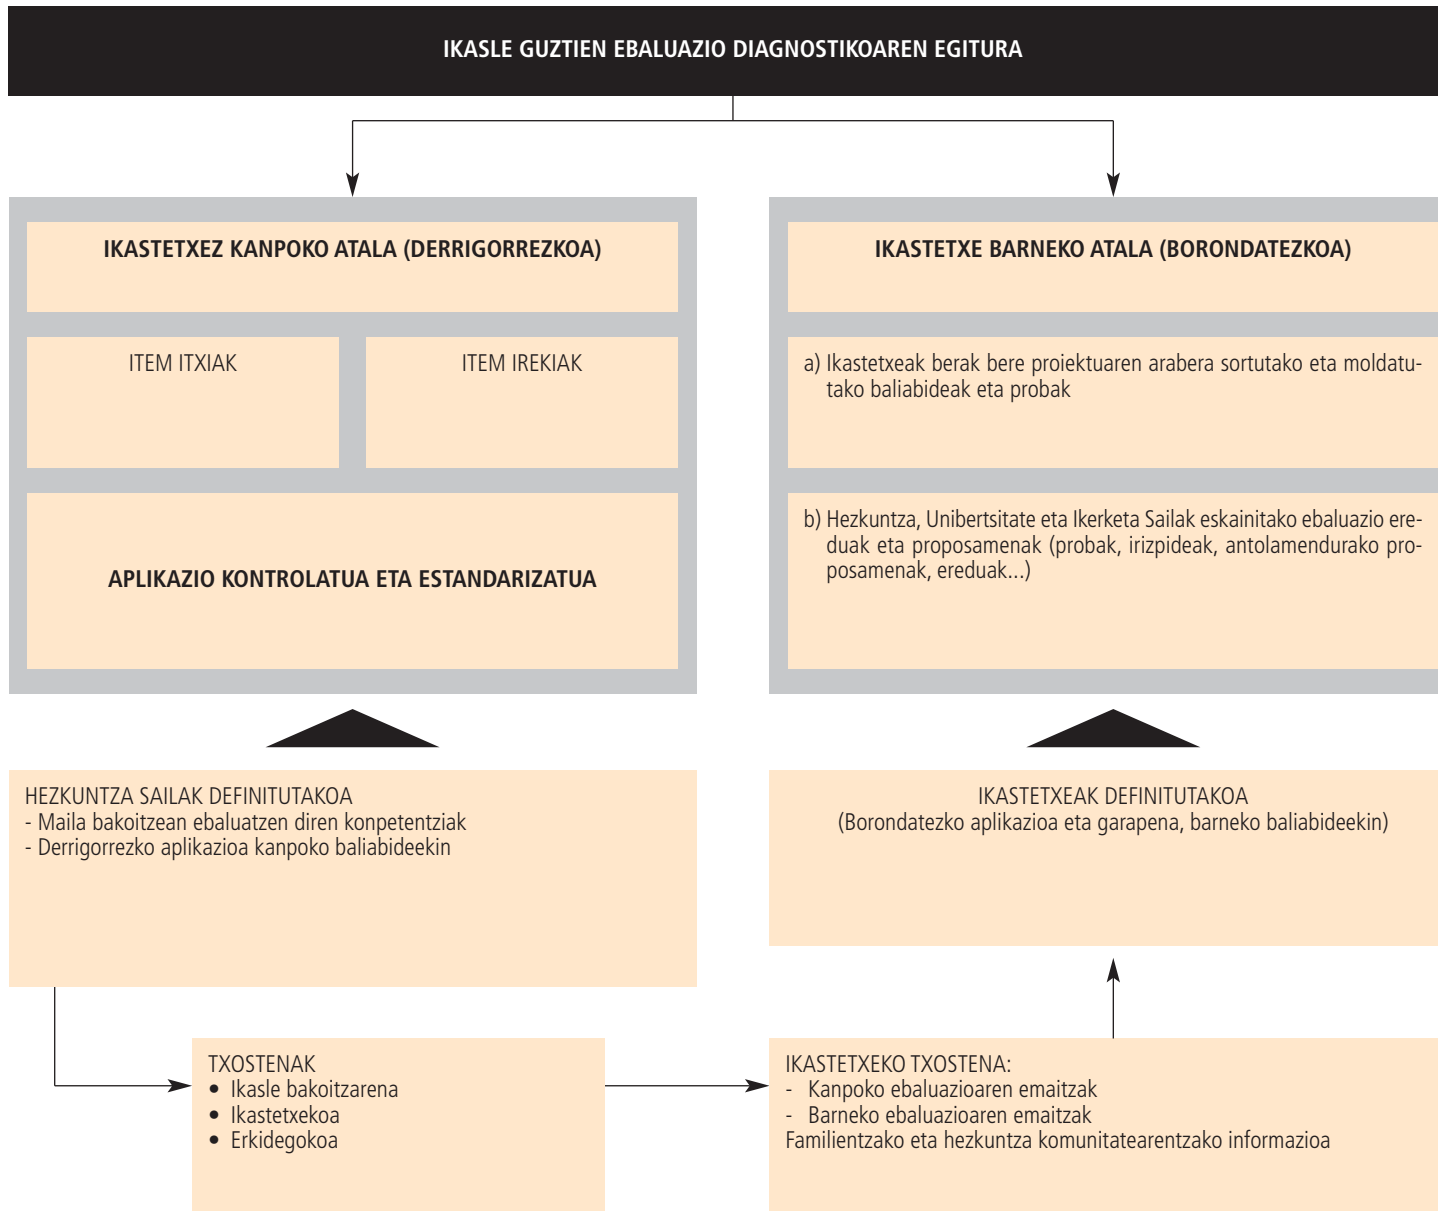 IKASLE GUZTIEN EBALUAZIO DIAGNOSTIKOAREN EGITURA
IKASTETXEZ KANPOKO ATALA (DERRIGORREZKOA)
ITEM ITXIAK
ITEM IREKIAK
APLIKAZIO KONTROLATUA ETA ESTANDARIZATUA
IKASTETXE BARNEKO ATALA (BORONDATEZKOA)
a) Ikastetxeak berak bere proiektuaren arabera sortutako eta moldatu-
tako baliabideak eta probak
b) Hezkuntza, Unibertsitate eta Ikerketa Sailak eskainitako ebaluazio ere-
duak eta proposamenak (probak, irizpideak, antolamendurako pro-
posamenak, ereduak...)
HEZKUNTZA SAILAK DEFINITUTAKOA
- Maila bakoitzean ebaluatzen diren konpetentziak
- Derrigorrezko aplikazioa kanpoko baliabideekin
IKASTETXEAK DEFINITUTAKOA
(Borondatezko aplikazioa eta garapena, barneko baliabideekin)
TXOSTENAK
• Ikasle bakoitzarena
• Ikastetxekoa
• Erkidegokoa
IKASTETXEKO TXOSTENA:
- Kanpoko ebaluazioaren emaitzak
- Barneko ebaluazioaren emaitzak
Familientzako eta hezkuntza komunitatearentzako informazioa